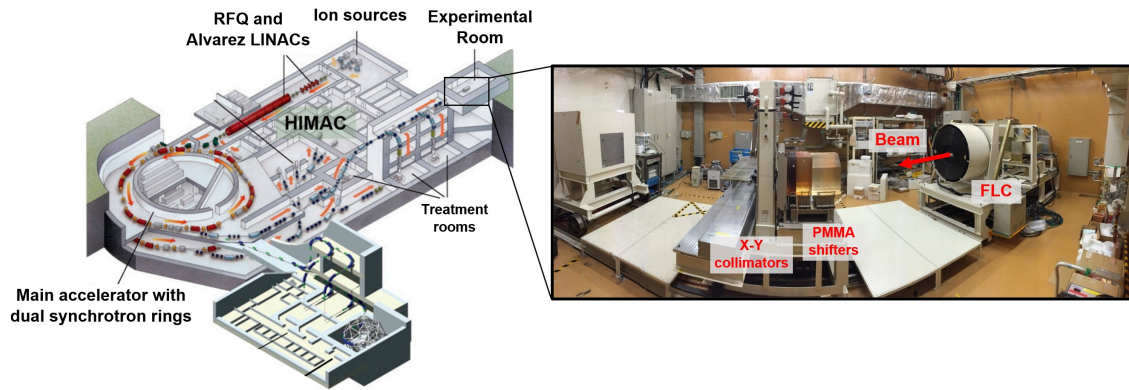 RFQ and
Alvarez LINACs
Ion sources
Experimental
Room
HIMAC
Treatment
rooms
Main accelerator with
dual synchrotron rings
Beam
FLC
PMMA
shifters
X-Y
collimators